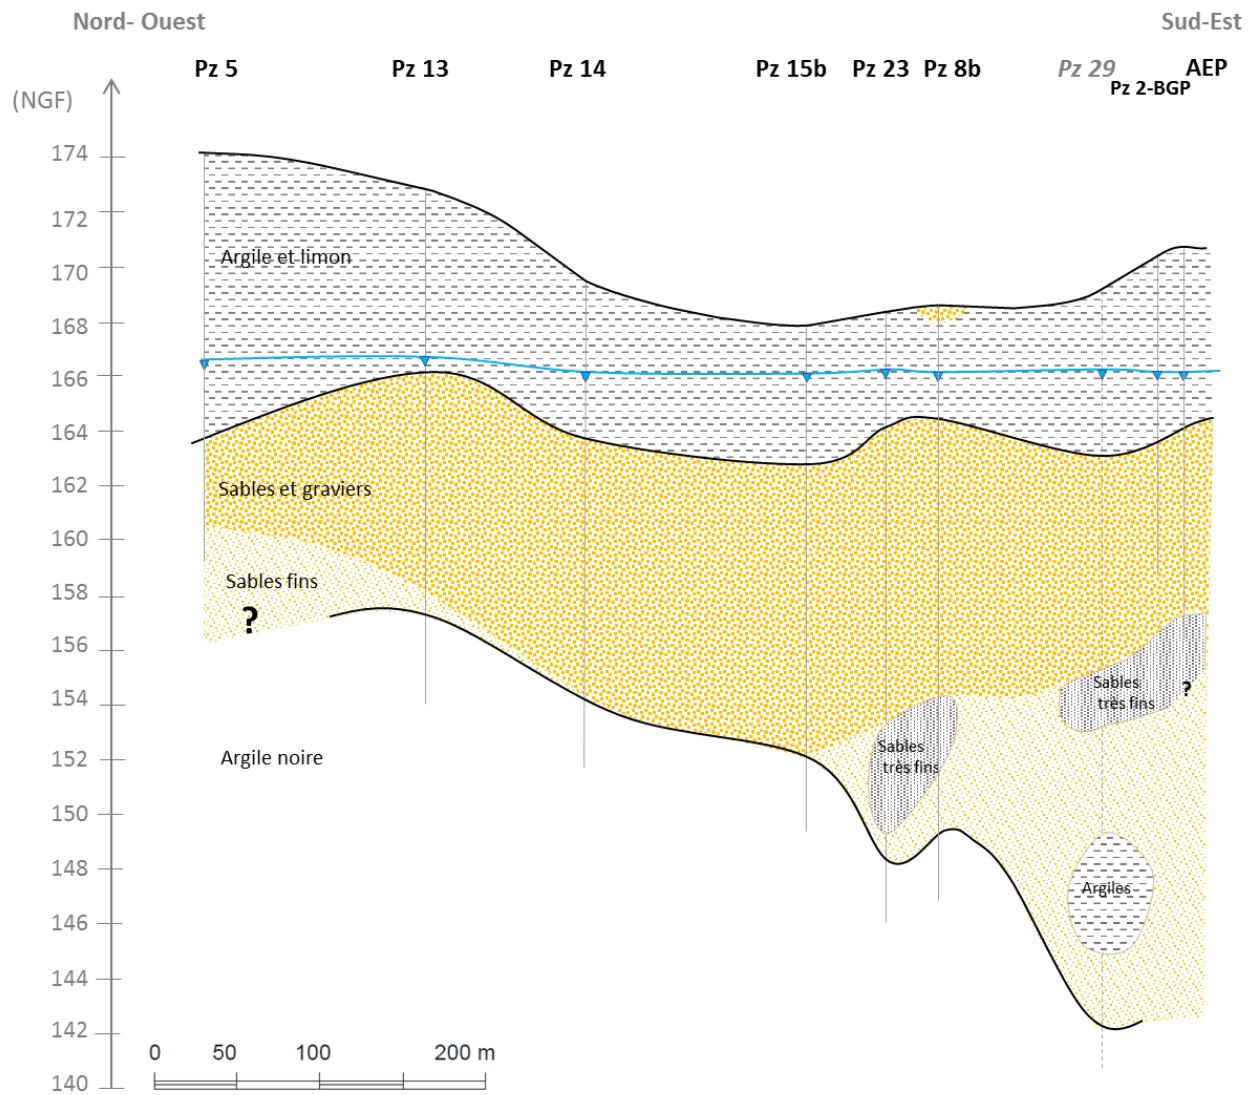 Nord- Ouest
Sud-Est
Pz 5
Pz 13
Pz 14
Pz 15b
Pz 23
Pz 8b
Pz 29
AEP
Pz 2-BGP
(NGF)
174
172
170
168
166
164
162
160
158
156
154
152
150
148
146
144
142
140
Argile et limon
Sables et graviers
Sables fins
?
Argile noire
Sables
très fins
Sables
très fins
?
Argiles
0 50 100 200 m